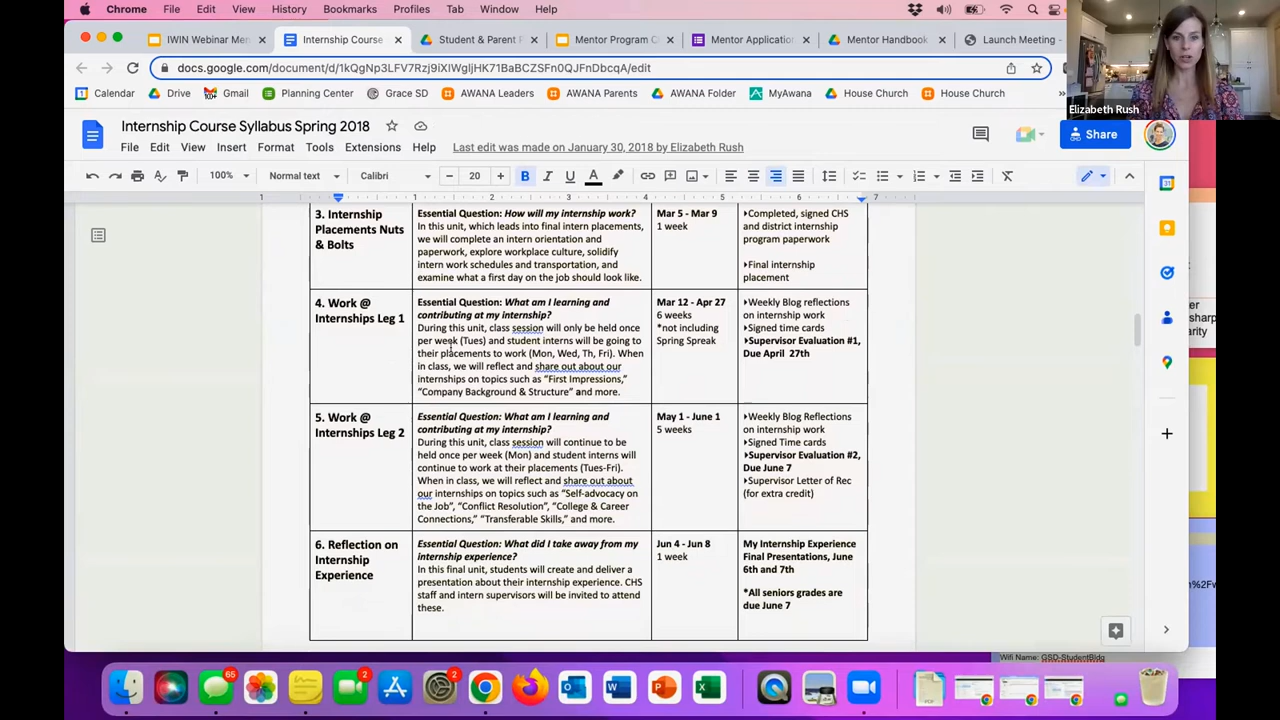 Chrome File Edit View History Bookmarks Profiles Tab Window Help
IWIN Webinar Men
Internship Course
Student & Parent F
Mentor Program O
Mentor Application
Mentor Handbook
Launch Meeting
docs.google.com/document/d/1kQgNp3LFV7Rzj9iXIWgIjHK71BaBCZSFn0QJFnDbcqA/edit
Calendar Drive Gmail Planning Center Grace SD AWANA Leaders AWANA Parents AWANA Folder MyAwana House Church House Church
Elizabeth Rush
Internship Course Syllabus Spring 2018
Share
File Edit View Insert Format Tools Extensions Help Last edit was made on January 30, 2018 by Elizabeth Rush
100% Normal text Calibri 20 B I U A
1 1 2 3 4 5 6 7
3. Internship
Placements Nuts
& Bolts
Essential Question: How will my internship work?
In this unit, which leads into final intern placements,
we will complete an intern orientation and
paperwork, explore workplace culture, solidify
intern work schedules and transportation, and
examine what a first day on the job should look like.
Mar 5 - Mar 9
1 week
Completed, signed CHS
and district internship
program paperwork
Final internship
placement
4. Work @
Internships Leg 1
Essential Question: What am I learning and
contributing at my internship?
During this unit, class session will only be held once
per week (Tues) and student interns will be going to
their placements to work (Mon, Wed, Th, Fri). When
in class, we will reflect and share out about our
internships on topics such as "First Impressions,"
"Company Background & Structure" and more.
Mar 12 - Apr 27
6 weeks
*not including
Spring Spreak
Weekly Blog reflections
on internship work
Signed time cards
Supervisor Evaluation #1,
Due April 27th
5. Work @
Internships Leg 2
Essential Question: What am I learning and
contributing at my internship?
During this unit, class session will continue to be
held once per week (Mon) and student interns will
continue to work at their placements (Tues-Fri).
When in class, we will reflect and share out about
our internships on topics such as "Self-advocacy on
the Job", "Conflict Resolution", "College & Career
Connections," "Transferable Skills," and more.
May 1 - June 1
5 weeks
Weekly Blog Reflections
on internship work
Signed Time cards
Supervisor Evaluation #2,
Due June 7
Supervisor Letter of Rec
(for extra credit)
6. Reflection on
Internship
Experience
Essential Question: What did I take away from my
internship experience?
In this final unit, students will create and deliver a
presentation about their internship experience. CHS
staff and intern supervisors will be invited to attend
these.
Jun 4 - Jun 8
1 week
My Internship Experience
Final Presentations, June
6th and 7th
*All seniors grades are
due June 7
Wifi Name: GSD-StudentBldg
65
2
2